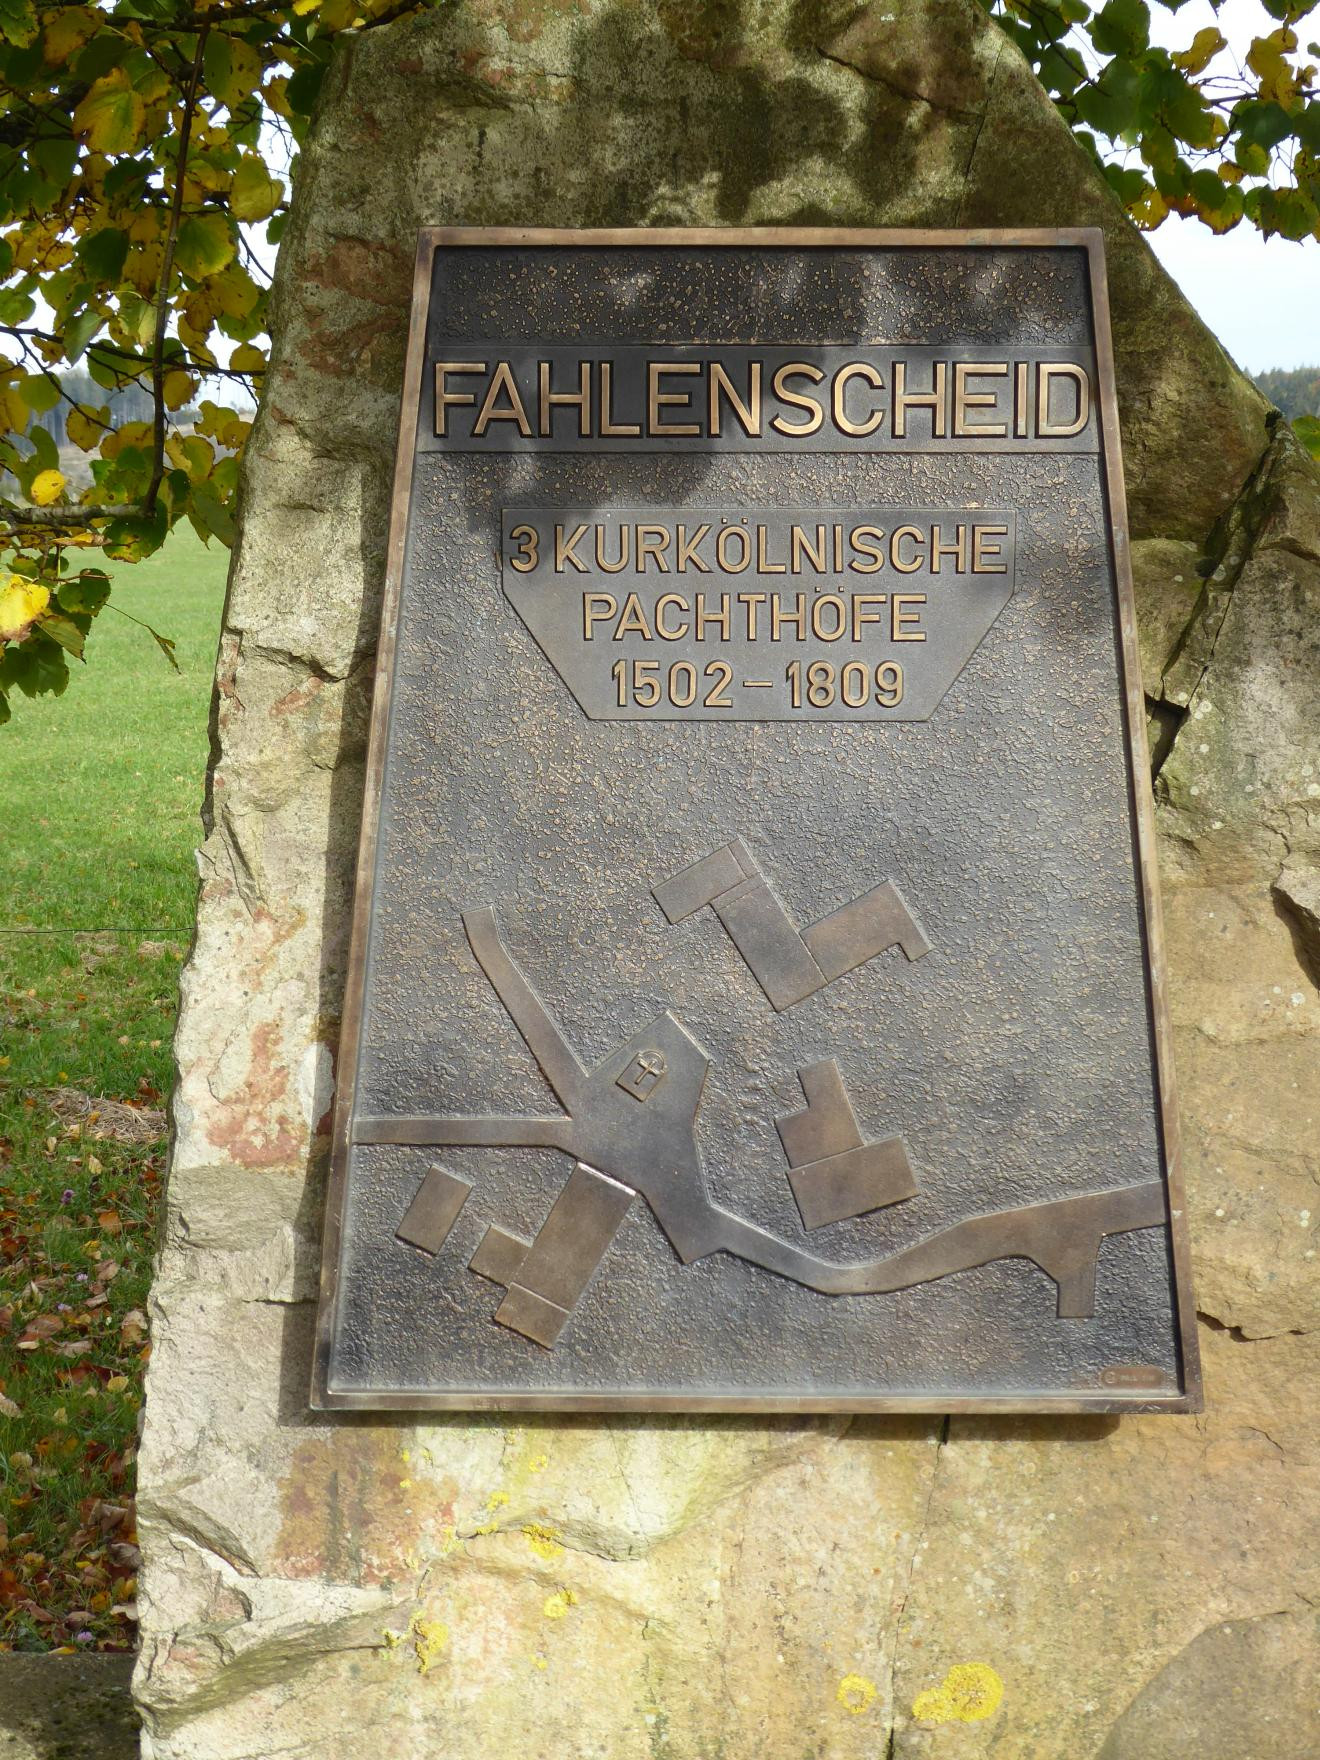 FAHLENSCHEID
3 KURKÖLNISCHE
PACHTHÖFE
1502 – 1809